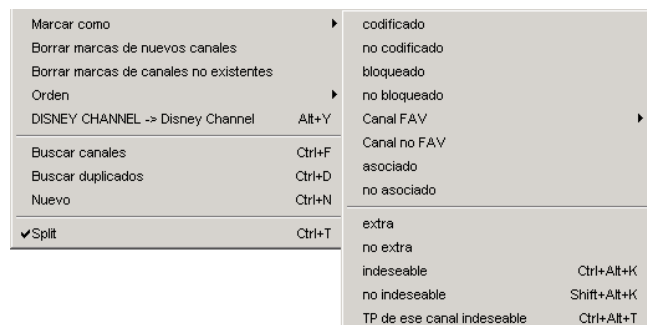 Marcar como
Borrar marcas de nuevos canales
Borrar marcas de canales no existentes
Orden
DISNEY CHANNEL -> Disney Channel Alt+Y
Buscar canales Ctrl+F
Buscar duplicados Ctrl+D
Nuevo Ctrl+N
Split Ctrl+T
codificado
no codificado
bloqueado
no bloqueado
Canal FAV
Canal no FAV
asociado
no asociado
extra
no extra
indeseable Ctrl+Alt+K
no indeseable Shift+Alt+K
TP de ese canal indeseable Ctrl+Alt+T